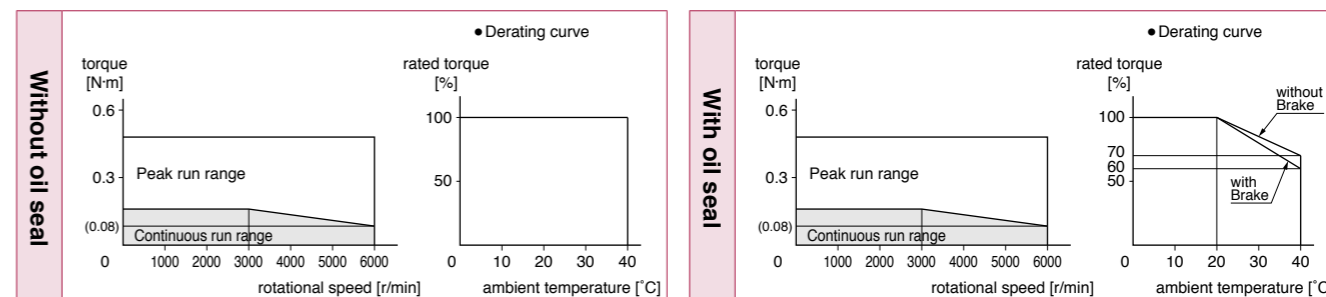 Without oil seal
● Derating curve
torque
[N·m]
0.6
0.3
(0.08)
0
Peak run range
Continuous run range
1000 2000 3000 4000 5000 6000
rotational speed [r/min]
rated torque
[%]
100
50
0 10 20 30 40
ambient temperature [˚C]
With oil seal
● Derating curve
torque
[N·m]
0.6
0.3
(0.08)
0
Peak run range
Continuous run range
1000 2000 3000 4000 5000 6000
rotational speed [r/min]
rated torque
[%]
without
Brake
100
70
60
50
with
Brake
0 10 20 30 40
ambient temperature [˚C